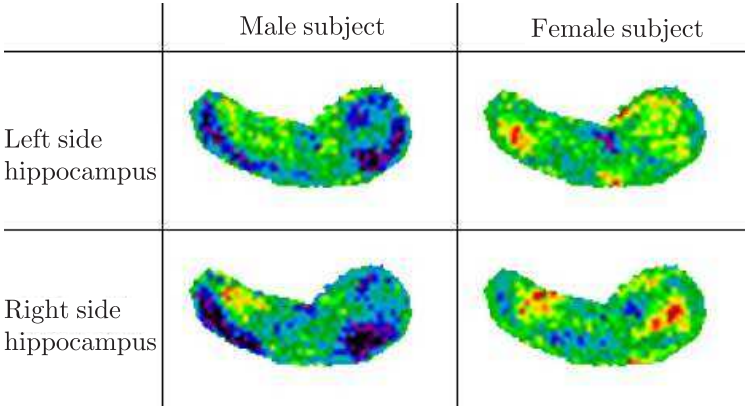 Male subject
Female subject
Left side
hippocampus
Right side
hippocampus